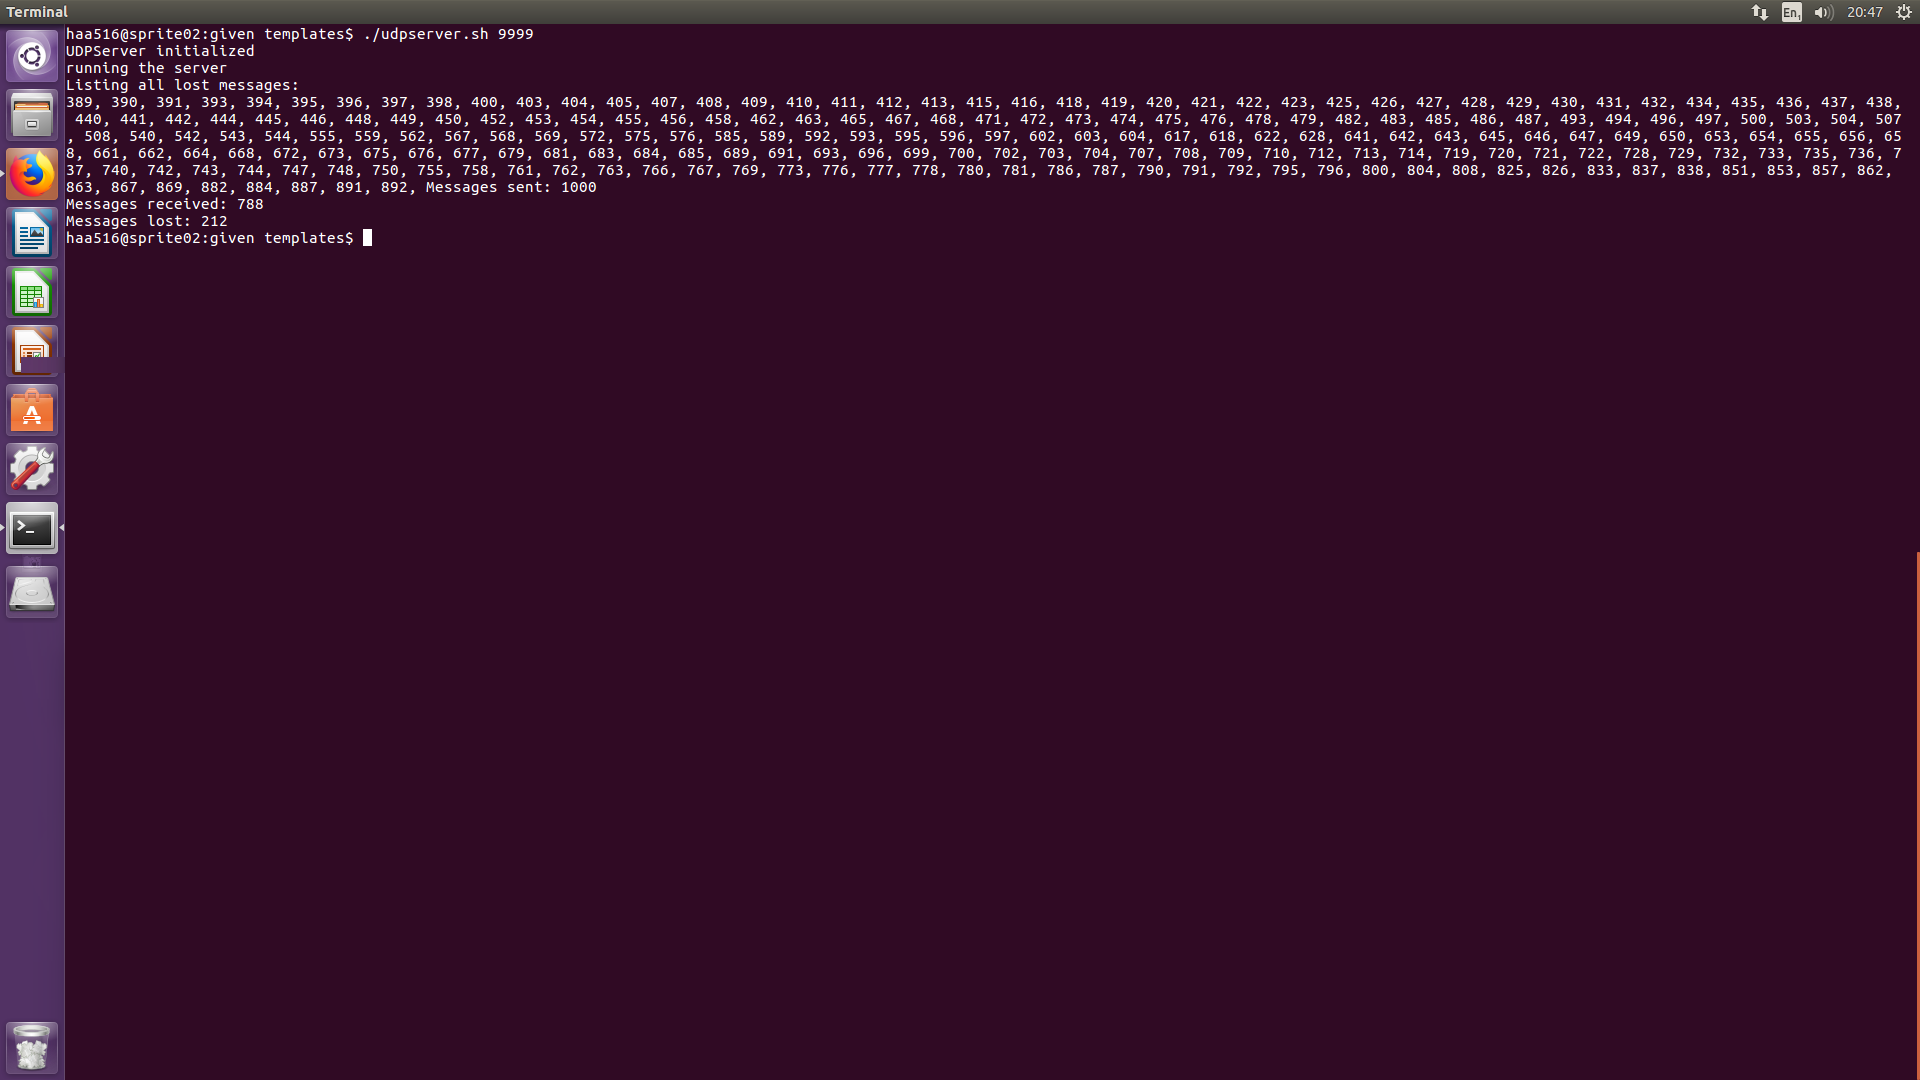 Terminal
En1
20:47
haa516@sprite02:given templates$ ./udpserver.sh 9999
UDPServer initialized
running the server
Listing all lost messages:
389, 390, 391, 393, 394, 395, 396, 397, 398, 400, 403, 404, 405, 407, 408, 409, 410, 411, 412, 413, 415, 416, 418, 419, 420, 421, 422, 423, 425, 426, 427, 428, 429, 430, 431, 432, 434, 435, 436, 437, 438,
440, 441, 442, 444, 445, 446, 448, 449, 450, 452, 453, 454, 455, 456, 458, 462, 463, 465, 467, 468, 471, 472, 473, 474, 475, 476, 478, 479, 482, 483, 485, 486, 487, 493, 494, 496, 497, 500, 503, 504, 507
, 508, 540, 542, 543, 544, 555, 559, 562, 567, 568, 569, 572, 575, 576, 585, 589, 592, 593, 595, 596, 597, 602, 603, 604, 617, 618, 622, 628, 641, 642, 643, 645, 646, 647, 649, 650, 653, 654, 655, 656, 65
8, 661, 662, 664, 668, 672, 673, 675, 676, 677, 679, 681, 683, 684, 685, 689, 691, 693, 696, 699, 700, 702, 703, 704, 707, 708, 709, 710, 712, 713, 714, 719, 720, 721, 722, 728, 729, 732, 733, 735, 736, 7
37, 740, 742, 743, 744, 747, 748, 750, 755, 758, 761, 762, 763, 766, 767, 769, 773, 776, 777, 778, 780, 781, 786, 787, 790, 791, 792, 795, 796, 800, 804, 808, 825, 826, 833, 837, 838, 851, 853, 857, 862,
863, 867, 869, 882, 884, 887, 891, 892, Messages sent: 1000
Messages received: 788
Messages lost: 212
haa516@sprite02:given templates$